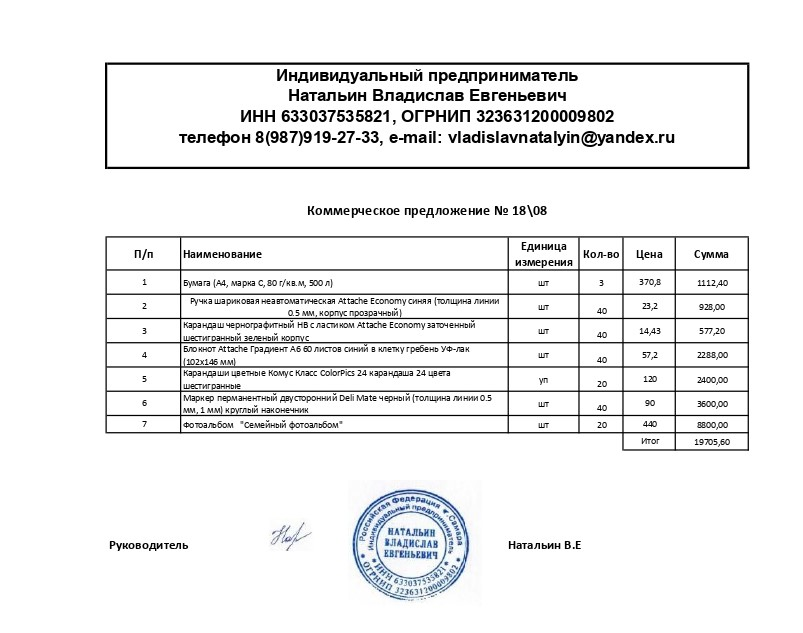 Индивидуальный предприниматель
Натальин Владислав Евгеньевич
ИНН 633037535821, ОГРНИП 323631200009802
телефон 8(987)919-27-33, e-mail: vladislavnatalyin@yandex.ru
Коммерческое предложение № 18\08
П/п Наименование Единица измерения Кол-во Цена Сумма
1 Бумага (А4, марка С, 80 г/кв.м, 500 л) шт 3 370,8 1112,40
2 Ручка шариковая неавтоматическая Attache Economy синяя (толщина линии
0.5 мм, корпус прозрачный) шт 40 23,2 928,00
3 Карандаш чернографитный HB с ластиком Attache Economy заточенный
шестигранный зеленый корпус шт 40 14,43 577,20
4 Блокнот Attache Градиент А6 60 листов синий в клетку гребень УФ-лак
(102х146 мм) шт 40 57,2 2288,00
5 Карандаши цветные Комус Класс ColorPics 24 карандаша 24 цвета
шестигранные уп 20 120 2400,00
6 Маркер перманентный двусторонний Deli Mate черный (толщина линии 0.5
мм, 1 мм) круглый наконечник шт 40 90 3600,00
7 Фотоальбом "Семейный фотоальбом" шт 20 440 8800,00
Итог 19705,60
Руководитель
Российская Федерация г.Самара
Индивидуальный предприниматель
НАТАЛЬИН
ВЛАДИСЛАВ
ЕВГЕНЬЕВИЧ
ИНН 633037535821
ОГРНИП 323631200009802
Натальин В.Е